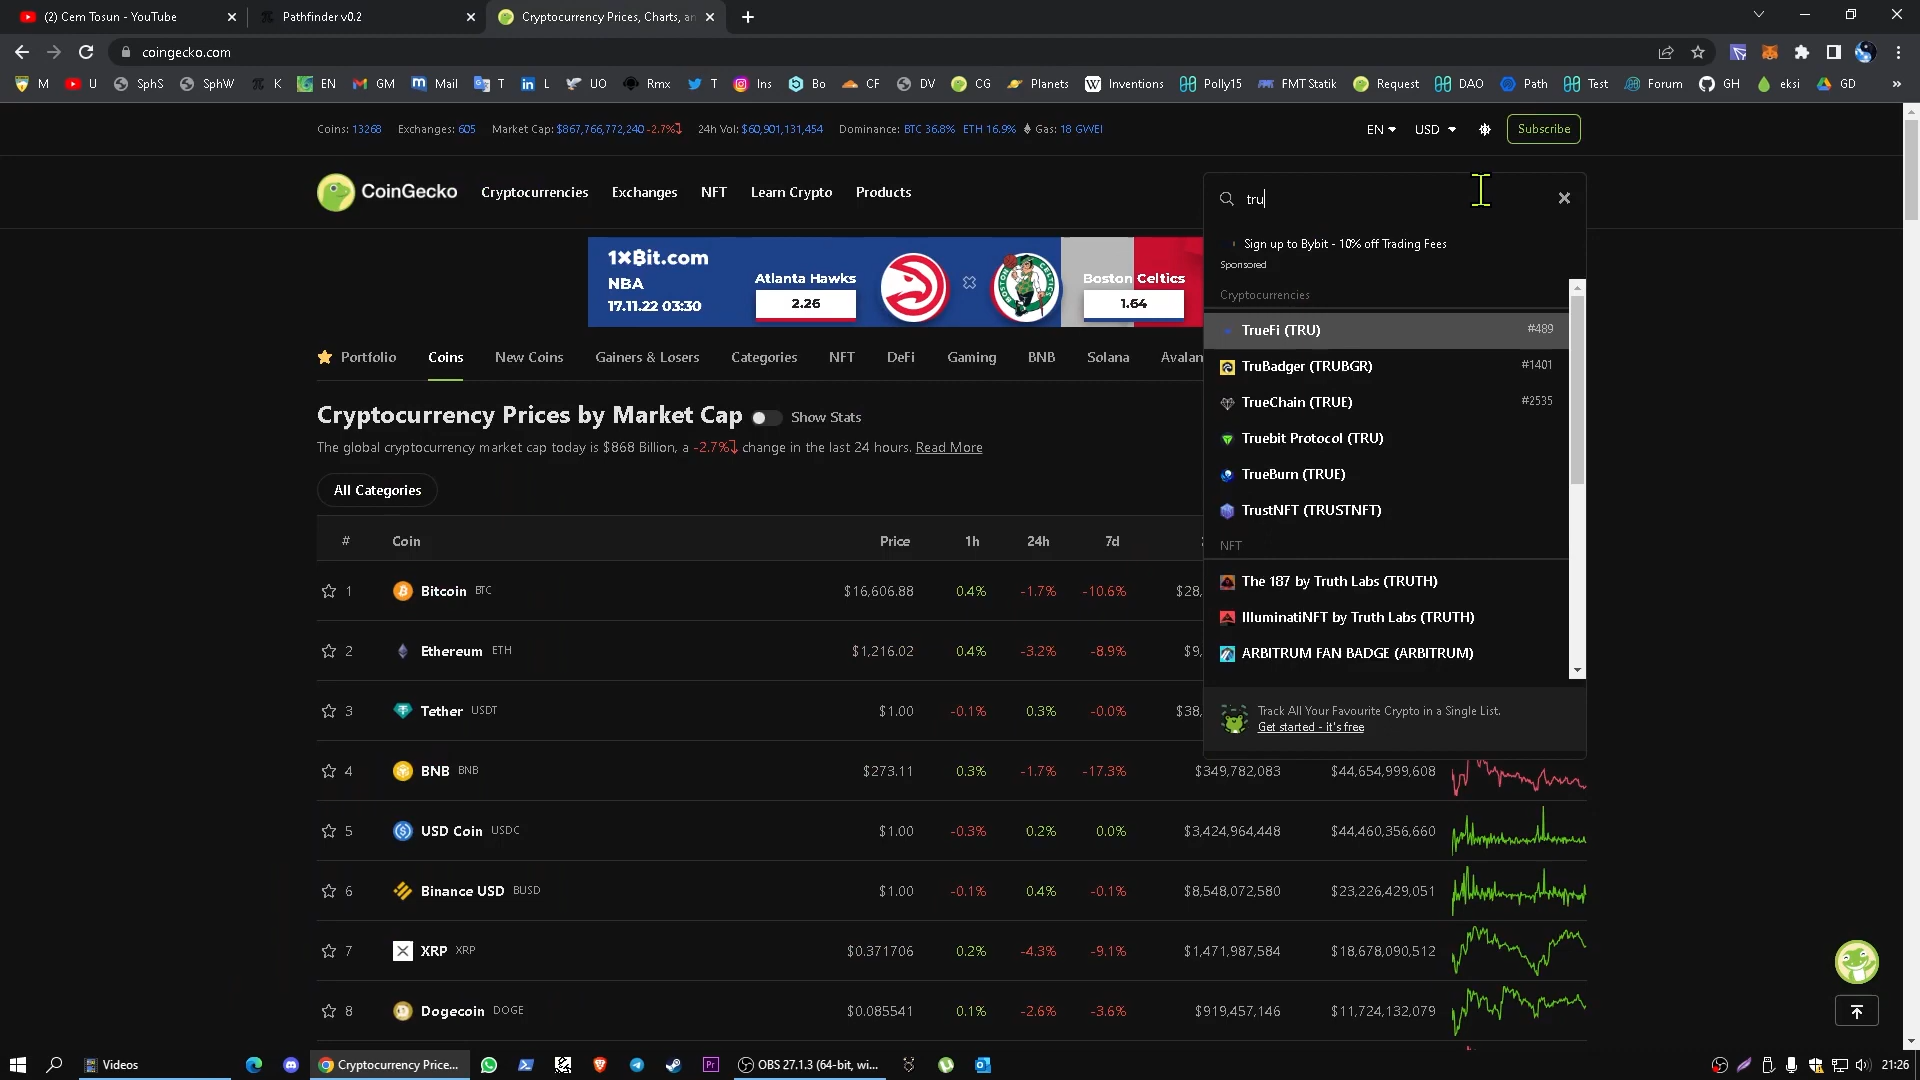 (2) Cem Tosun - YouTube
Pathfinder v0.2
Cryptocurrency Prices, Charts, an
coingecko.com
M U SphS SphW K EN GM Mail T L UO Rmx T Ins Bo CF DV CG Planets Inventions Polly15 FMT Statik Request DAO Path Test Forum GH eksi GD »
Coins: 13268 Exchanges: 605 Market Cap: $867,766,772,240 -2.7% 24h Vol: $60,901,131,454 Dominance: BTC 36.8% ETH 16.9% Gas: 18 GWEI
EN USD Subscribe
CoinGecko Cryptocurrencies Exchanges NFT Learn Crypto Products
tru
Sign up to Bybit - 10% off Trading Fees
Sponsored
Cryptocurrencies
TrueFi (TRU) #489
TruBadger (TRUBGR) #1401
TrueChain (TRUE) #2535
Truebit Protocol (TRU)
TrueBurn (TRUE)
TrustNFT (TRUSTNFT)
NFT
The 187 by Truth Labs (TRUTH)
IlluminatiNFT by Truth Labs (TRUTH)
ARBITRUM FAN BADGE (ARBITRUM)
Track All Your Favourite Crypto in a Single List.
Get started - it's free
1xBit.com
NBA
17.11.22 03:30
Atlanta Hawks
2.26
Boston Celtics
1.64
Portfolio Coins New Coins Gainers & Losers Categories NFT DeFi Gaming BNB Solana Avalan
Cryptocurrency Prices by Market Cap Show Stats
The global cryptocurrency market cap today is $868 Billion, a -2.7% change in the last 24 hours. Read More
All Categories
# Coin Price 1h 24h 7d
1 Bitcoin BTC $16,606.88 0.4% -1.7% -10.6% $28,
2 Ethereum ETH $1,216.02 0.4% -3.2% -8.9% $9,
3 Tether USDT $1.00 -0.1% 0.3% -0.0% $38,
4 BNB BNB $273.11 0.3% -1.7% -17.3% $349,782,083 $44,654,999,608
5 USD Coin USDC $1.00 -0.3% 0.2% 0.0% $3,424,964,448 $44,460,356,660
6 Binance USD BUSD $1.00 -0.1% 0.4% -0.1% $8,548,072,580 $23,226,429,051
7 XRP XRP $0.371706 0.2% -4.3% -9.1% $1,471,987,584 $18,678,090,512
8 Dogecoin DOGE $0.085541 0.1% -2.6% -3.6% $919,457,146 $11,724,132,079
Videos
Cryptocurrency Price...
OBS 27.1.3 (64-bit, wi...
21:26